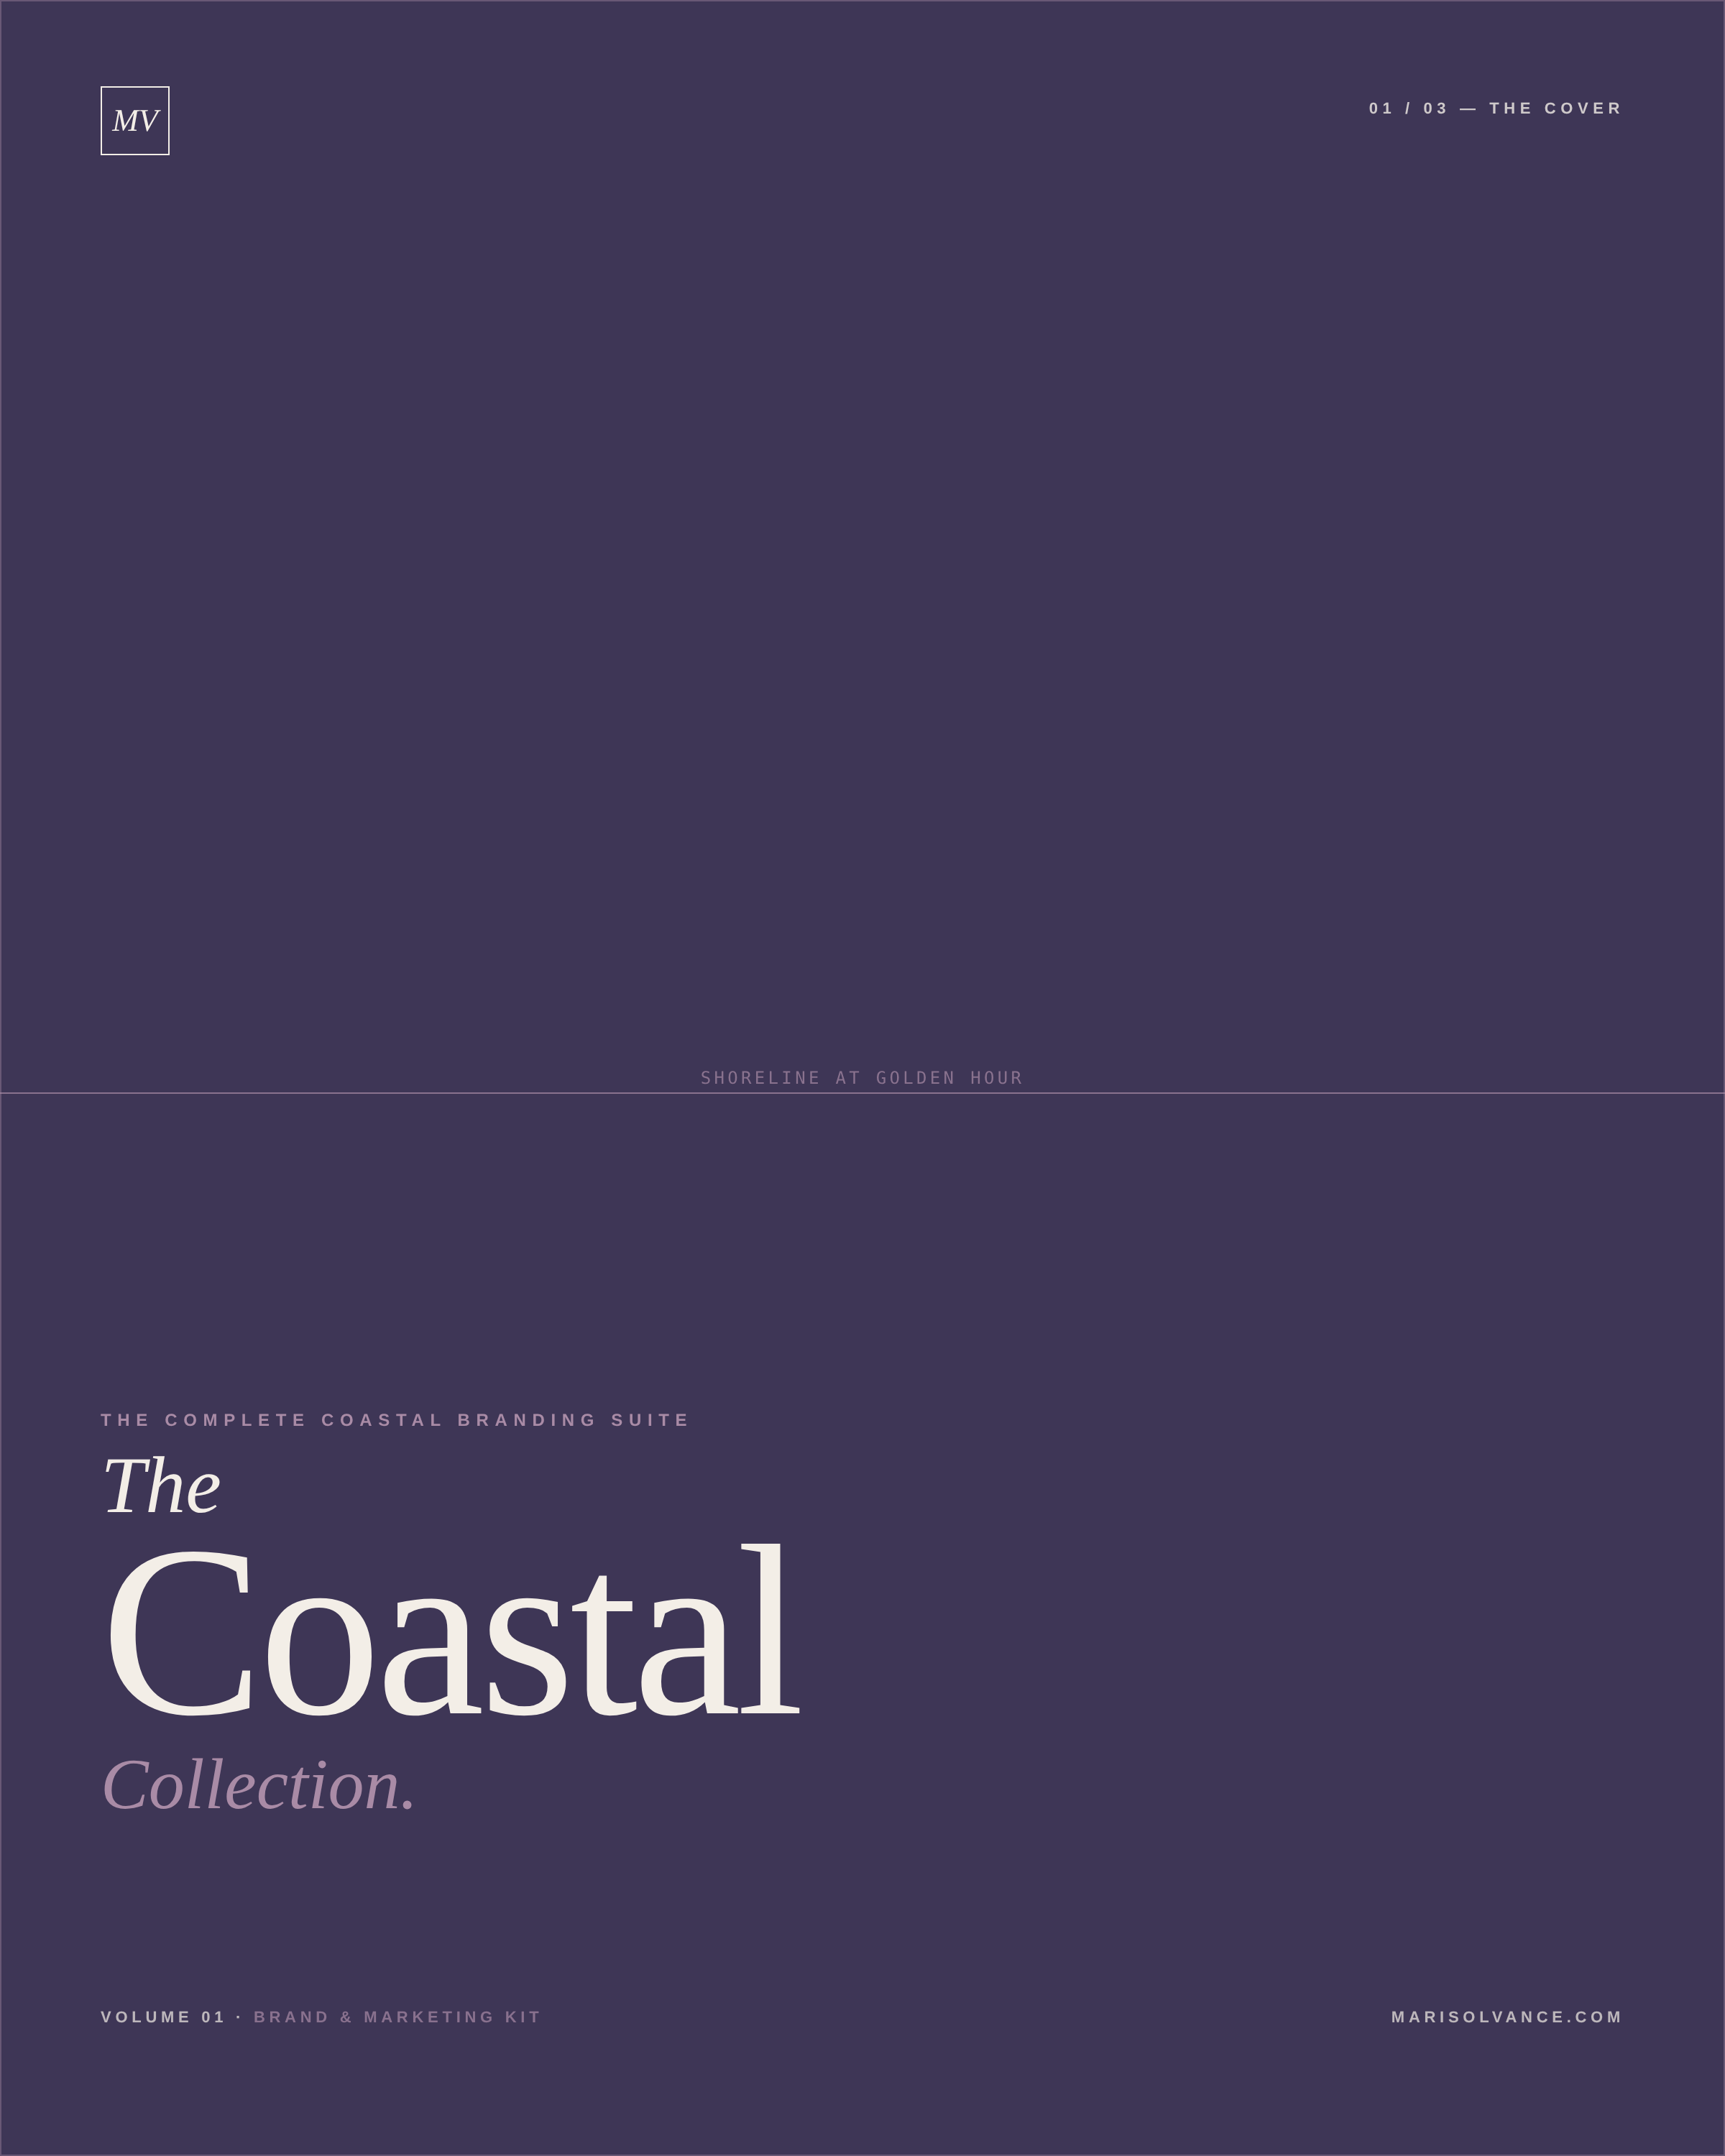 MV
01 / 03 — THE COVER
SHORELINE AT GOLDEN HOUR
THE COMPLETE COASTAL BRANDING SUITE
The
Coastal
Collection.
VOLUME 01 · BRAND & MARKETING KIT
MARISOLVANCE.COM